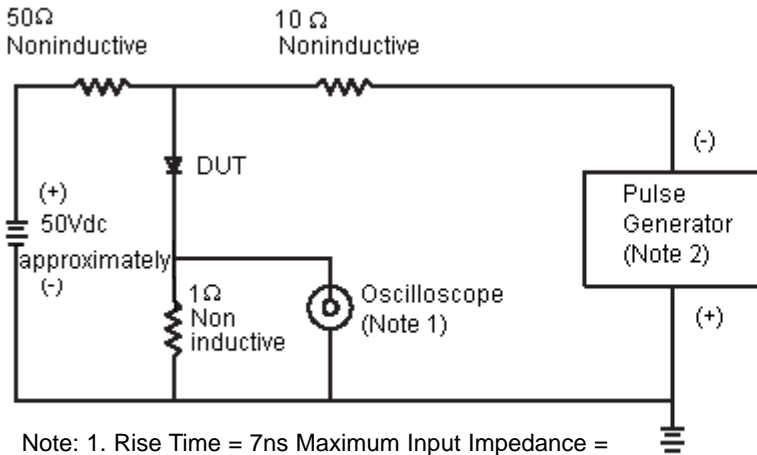 50Ω
Noninductive
10 Ω
Noninductive
DUT
(+)
50Vdc
approximately
(-)
1Ω
Non
inductive
Oscilloscope
(Note 1)
(-)
Pulse
Generator
(Note 2)
(+)
Note: 1. Rise Time = 7ns Maximum Input Impedance =